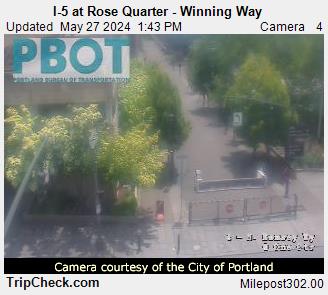 I-5 at Rose Quarter - Winning Way
Updated May 27 2024 1:43 PM Camera 4
PBOT
PORTLAND BUREAU OF TRANSPORTATION
Camera courtesy of the City of Portland
TripCheck.com Milepost302.00